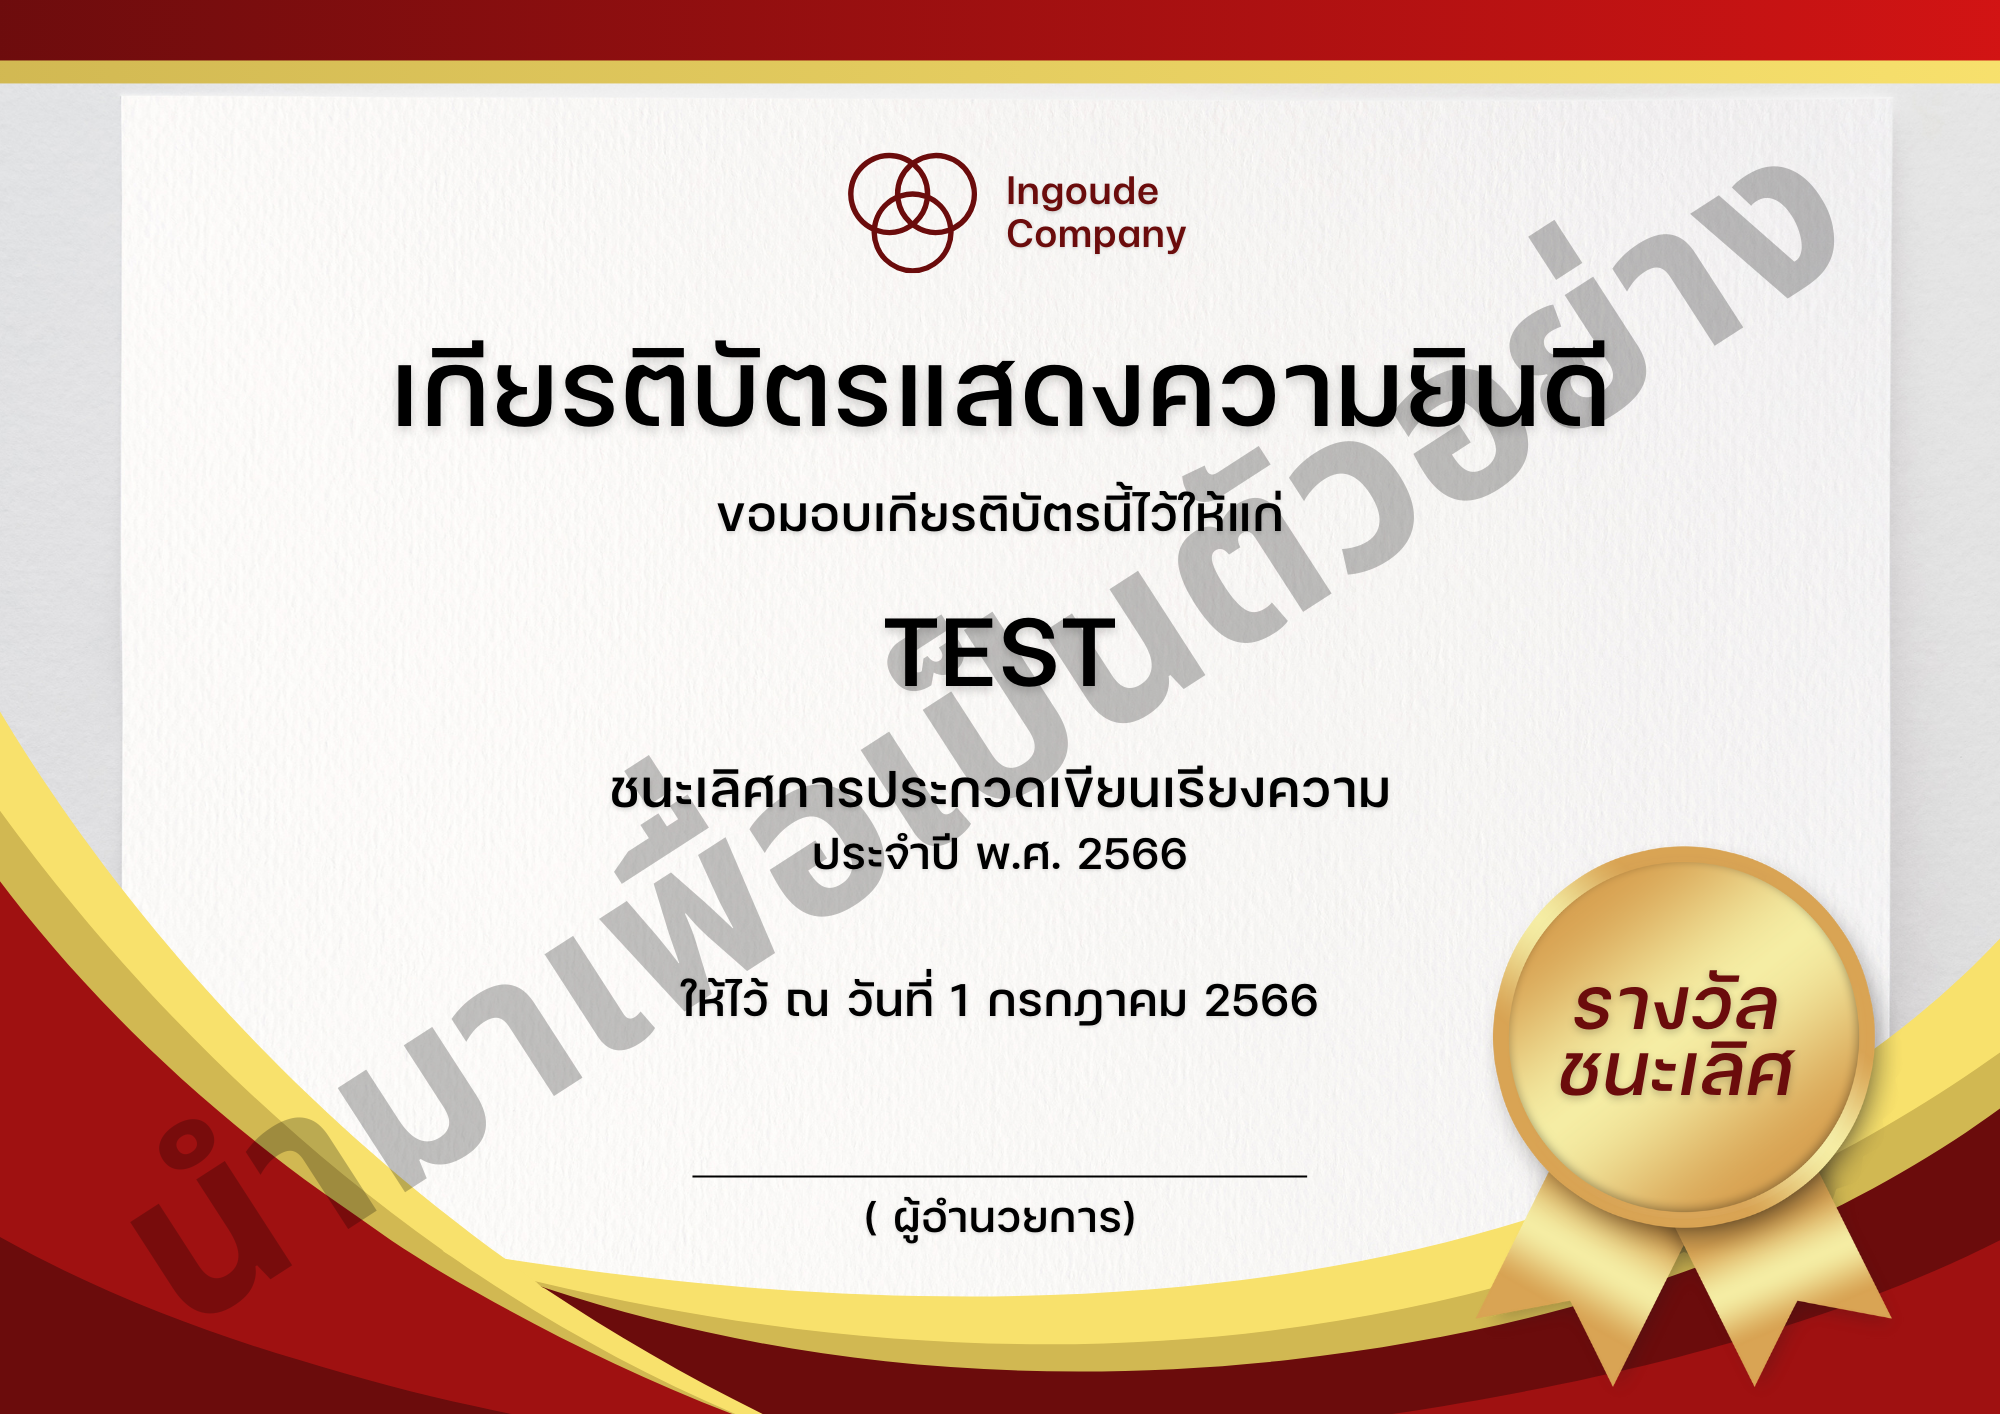 Ingoude
Company
เกียรติบัตรแสดงความยินดี
ขอมอบเกียรติบัตรนี้ไว้ให้แก่
TEST
ชนะเลิศการประกวดเขียนเรียงความ
ประจำปี พ.ศ. 2566
ให้ไว้ ณ วันที่ 1 กรกฎาคม 2566
( ผู้อำนวยการ)
รางวัล
ชนะเลิศ
นำมาเพื่อเป็นตัวอย่าง